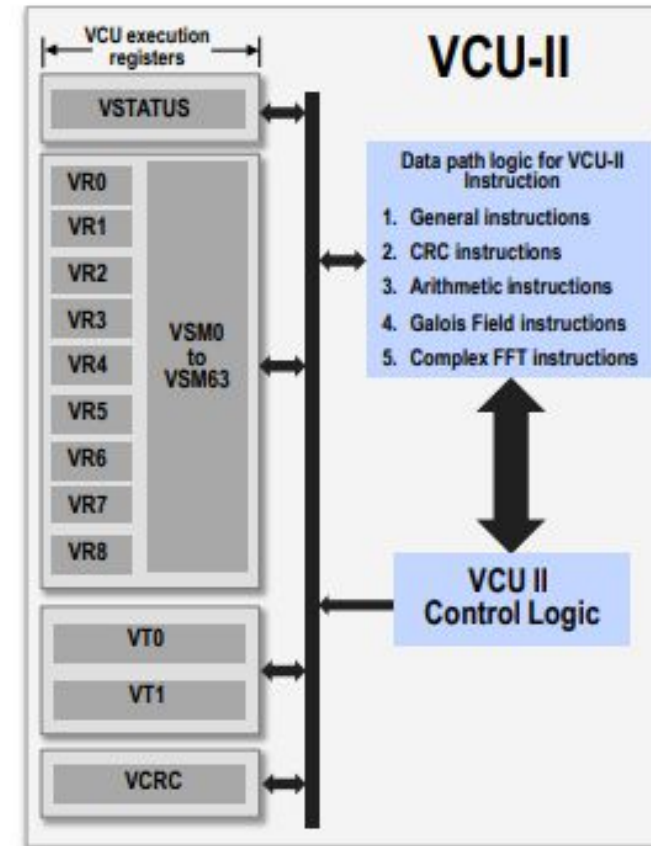 VCU execution
registers
VCU-II
VSTATUS
VR0
VR1
VR2
VR3
VR4
VR5
VR6
VR7
VR8
VSM0
to
VSM63
VT0
VT1
VCRC
Data path logic for VCU-II
Instruction
1. General instructions
2. CRC instructions
3. Arithmetic instructions
4. Galois Field instructions
5. Complex FFT instructions
VCU II
Control Logic